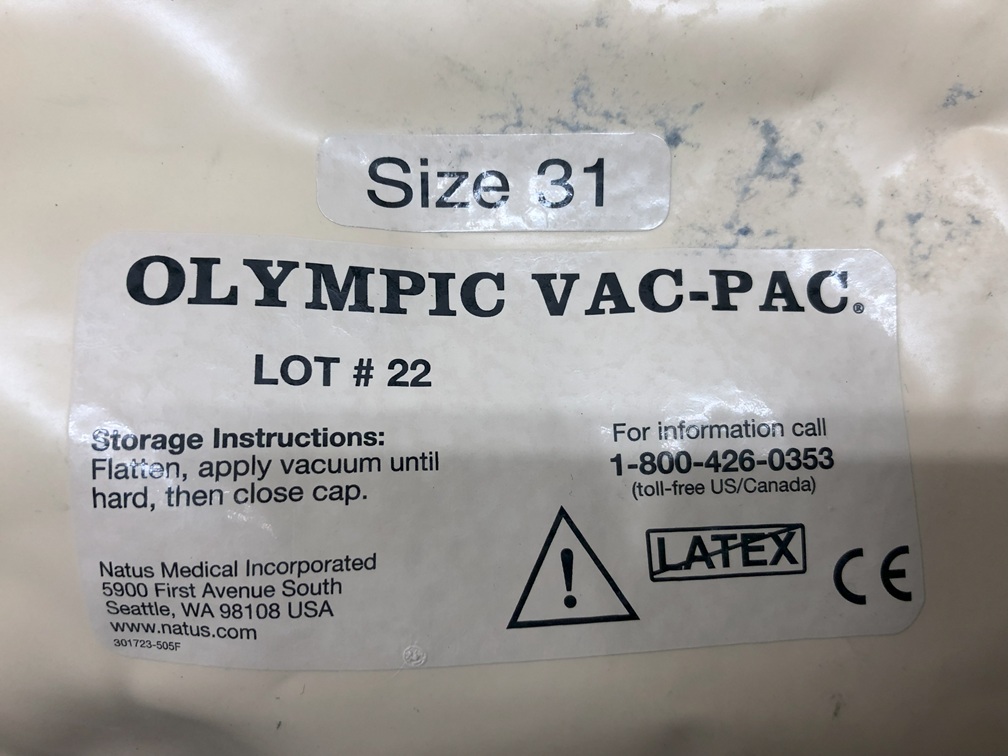 Size 31
OLYMPIC VAC-PAC®
LOT # 22
Storage Instructions:
Flatten, apply vacuum until
hard, then close cap.
For information call
1-800-426-0353
(toll-free US/Canada)
LATEX
CE
Natus Medical Incorporated
5900 First Avenue South
Seattle, WA 98108 USA
www.natus.com
301723-505F